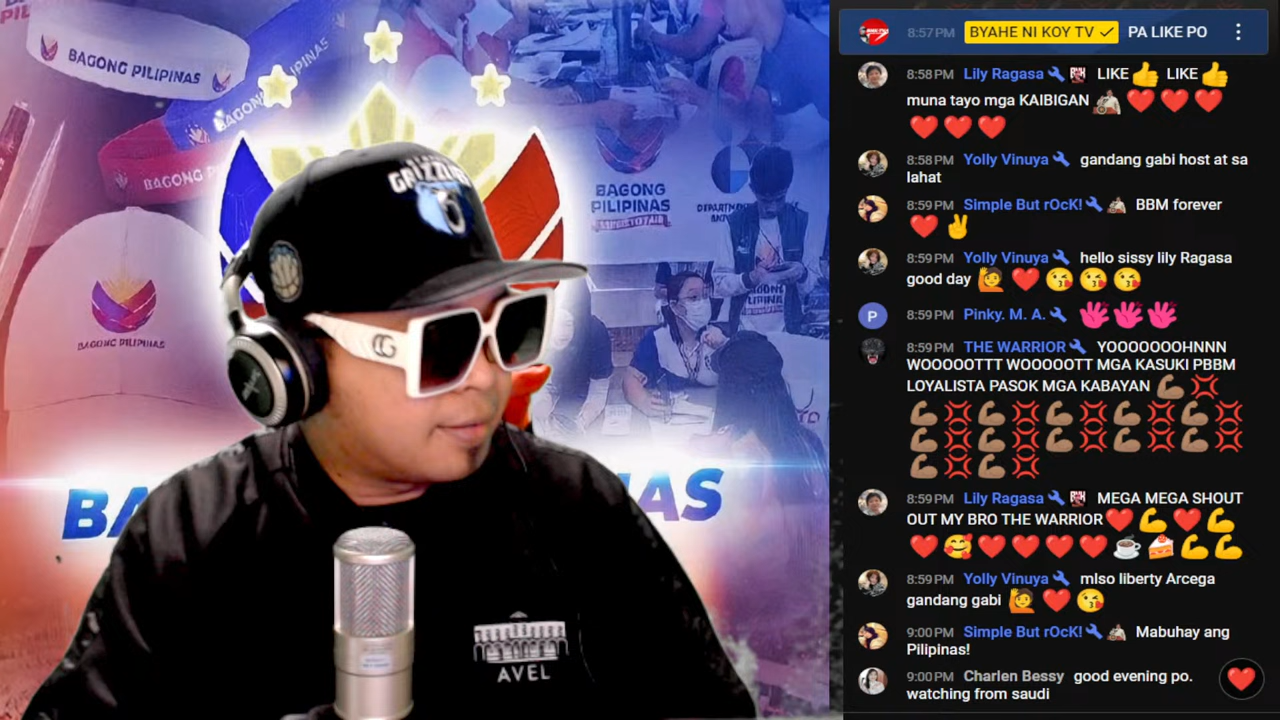 BAGONG PILIPINAS
BAGONG
BAGONG PILIPINAS
BAGONG
PILIPINAS
GRIZZLIES
AVEL
8:57 PM BYAHE NI KOY TV ✓ PA LIKE PO
8:58 PM Lily Ragasa LIKE 👍 LIKE 👍
muna tayo mga KAIBIGAN ❤️ ❤️ ❤️
❤️ ❤️ ❤️
8:58 PM Yolly Vinuya gandang gabi host at sa
lahat
8:59 PM Simple But rOcK! BBM forever
❤️ ✌️
8:59 PM Yolly Vinuya hello sissy lily Ragasa
good day 🙋 ❤️ 😘 😘 😘
P 8:59 PM Pinky. M. A.
8:59 PM THE WARRIOR YOOOOOOOHNNN
WOOOOOTTT WOOOOOTT MGA KASUKI PBBM
LOYALISTA PASOK MGA KABAYAN 💪🏽 💢
💪🏽 💢 💪🏽 💢 💪🏽 💢 💪🏽 💢 💪🏽 💢
💪🏽 💢 💪🏽 💢 💪🏽 💢 💪🏽 💢 💪🏽 💢
💪🏽 💢 💪🏽 💢
8:59 PM Lily Ragasa MEGA MEGA SHOUT
OUT MY BRO THE WARRIOR ❤️ 💪 ❤️ 💪
❤️ 🥰 ❤️ ❤️ ❤️ ❤️ ☕ 🍰 💪 💪
8:59 PM Yolly Vinuya mlso liberty Arcega
gandang gabi 🙋 ❤️ 😘
9:00 PM Simple But rOcK! Mabuhay ang
Pilipinas!
9:00 PM Charlen Bessy good evening po.
watching from saudi